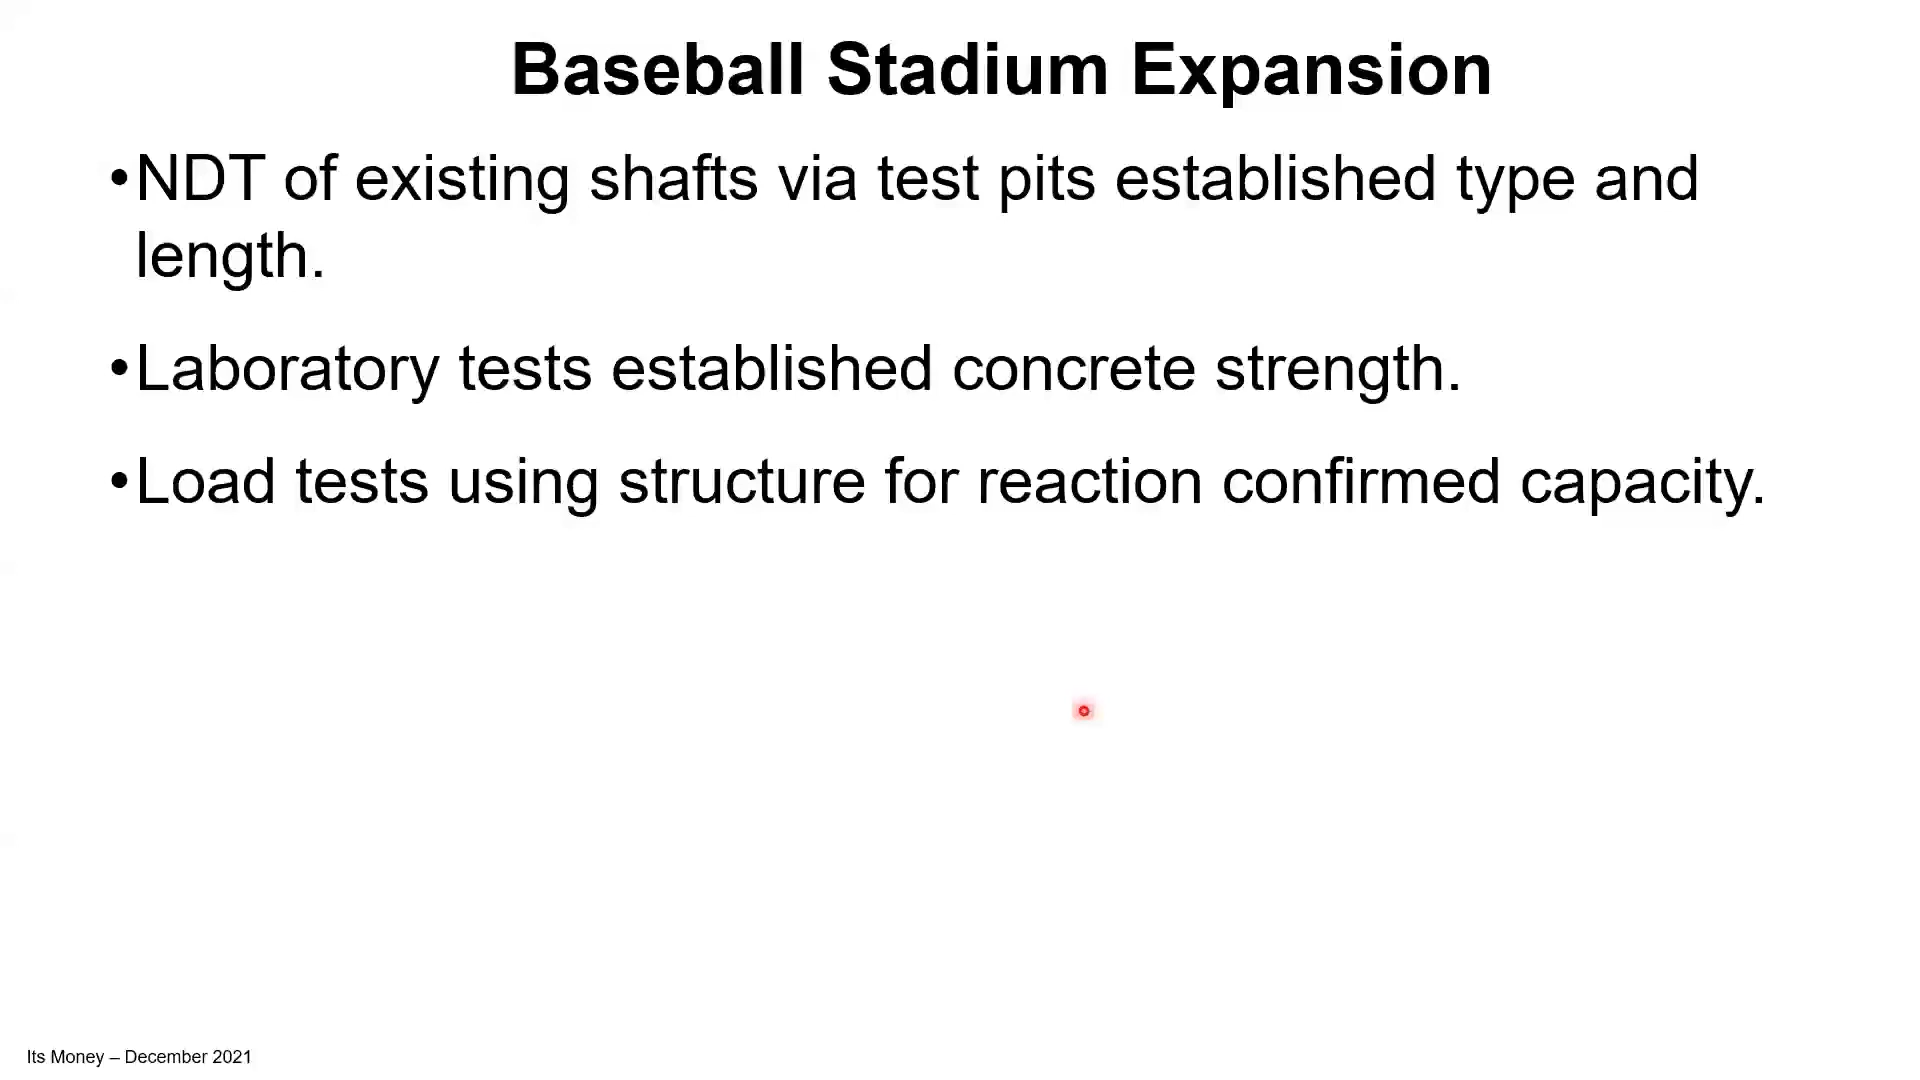 Baseball Stadium Expansion
•NDT of existing shafts via test pits established type and
length.
•Laboratory tests established concrete strength.
•Load tests using structure for reaction confirmed capacity.
Its Money – December 2021